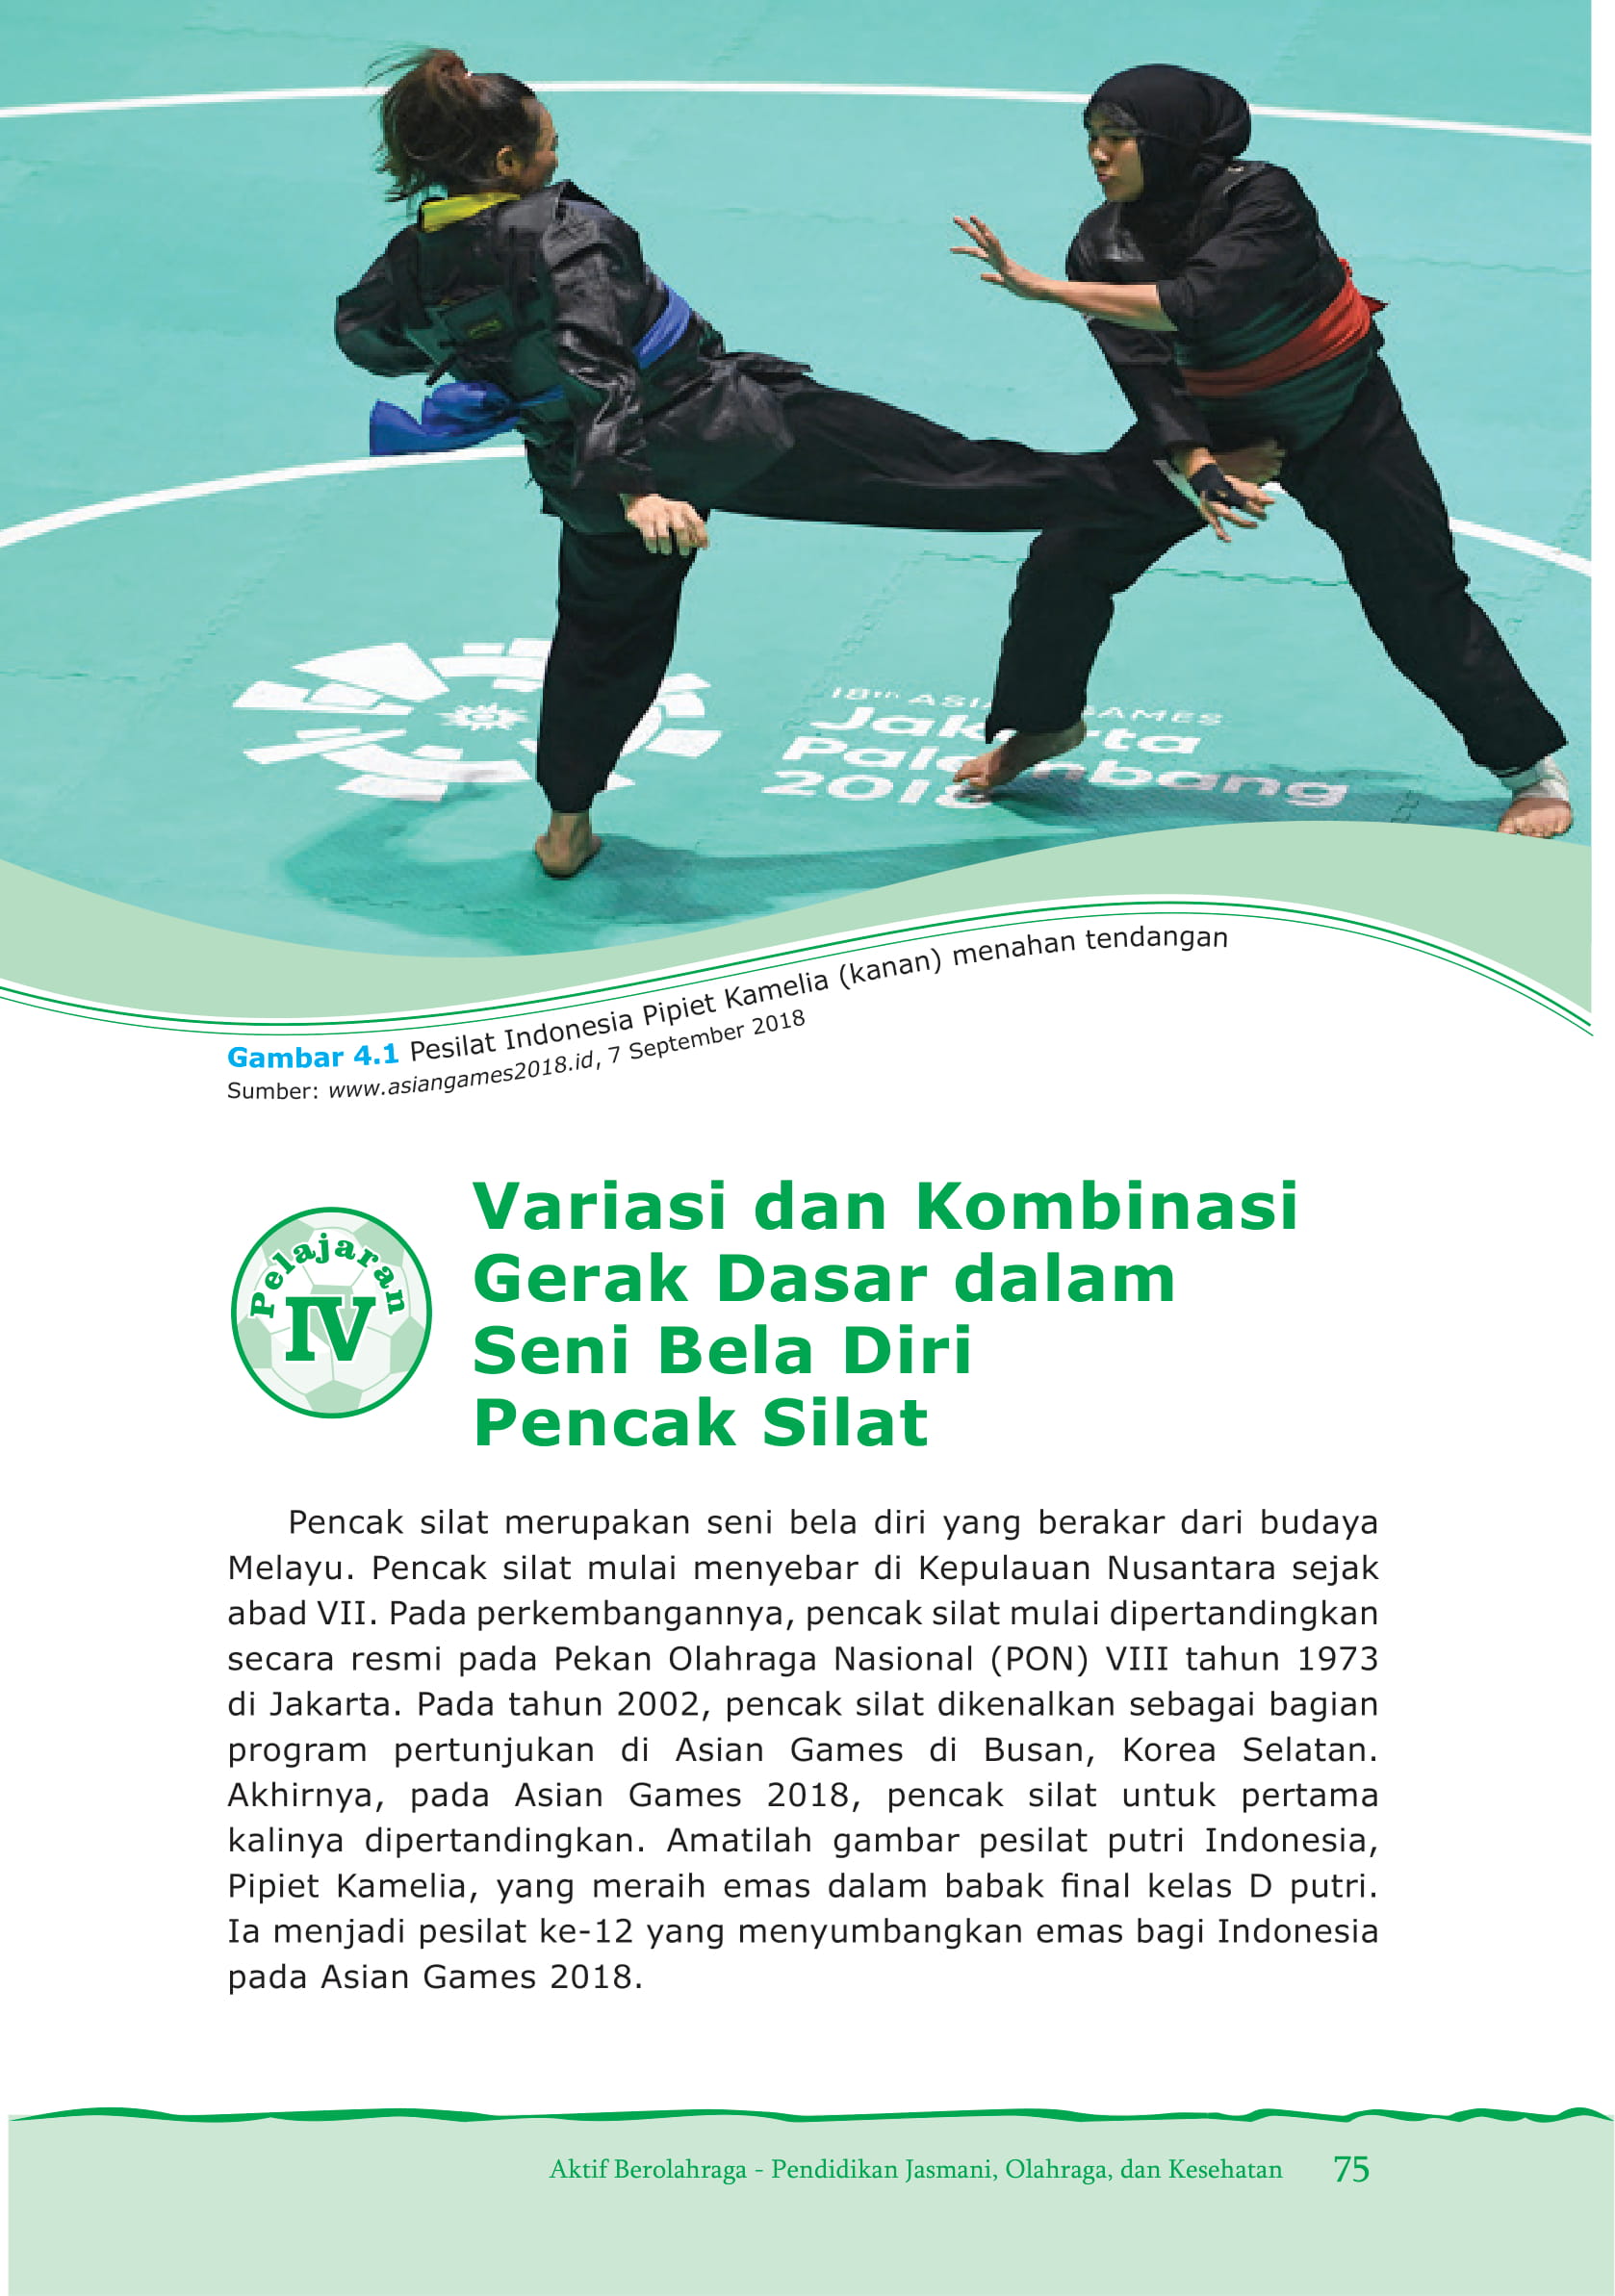 18th ASIAN GAMES
Jakarta
Palembang
2018
Gambar 4.1 Pesilat Indonesia Pipiet Kamelia (kanan) menahan tendangan
Sumber: www.asiangames2018.id, 7 September 2018
Pelajaran
IV
Variasi dan Kombinasi
Gerak Dasar dalam
Seni Bela Diri
Pencak Silat
Pencak silat merupakan seni bela diri yang berakar dari budaya
Melayu. Pencak silat mulai menyebar di Kepulauan Nusantara sejak
abad VII. Pada perkembangannya, pencak silat mulai dipertandingkan
secara resmi pada Pekan Olahraga Nasional (PON) VIII tahun 1973
di Jakarta. Pada tahun 2002, pencak silat dikenalkan sebagai bagian
program pertunjukan di Asian Games di Busan, Korea Selatan.
Akhirnya, pada Asian Games 2018, pencak silat untuk pertama
kalinya dipertandingkan. Amatilah gambar pesilat putri Indonesia,
Pipiet Kamelia, yang meraih emas dalam babak final kelas D putri.
Ia menjadi pesilat ke-12 yang menyumbangkan emas bagi Indonesia
pada Asian Games 2018.
Aktif Berolahraga - Pendidikan Jasmani, Olahraga, dan Kesehatan 75